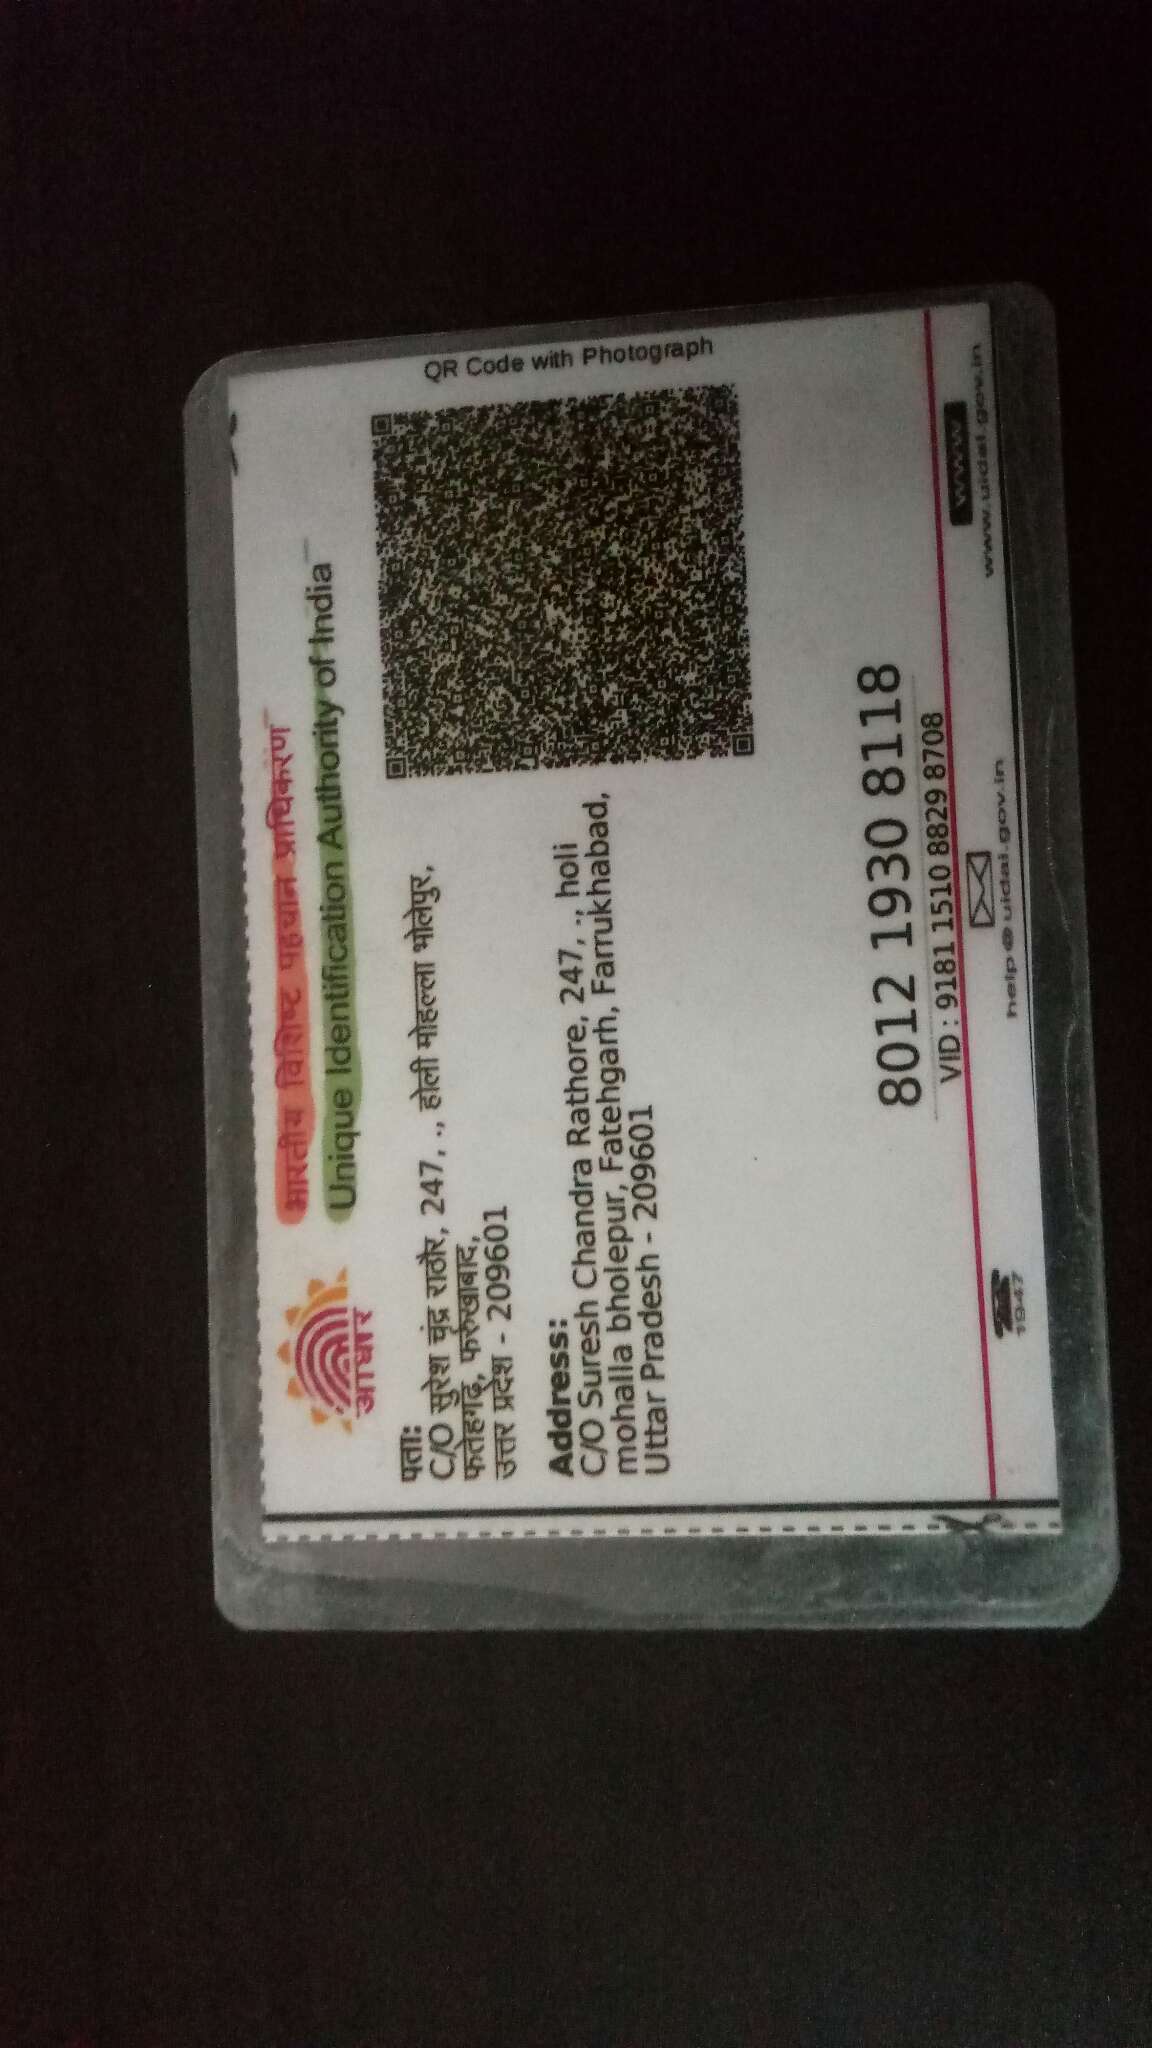 भारतीय विशिष्ट पहचान प्राधिकरण
Unique Identification Authority of India
आधार
पता:
C/O सुरेश चंद्र राठौर, 247, ., होली मोहल्ला भोलेपुर,
फतेहगढ़, फर्रुखाबाद,
उत्तर प्रदेश - 209601
Address:
C/O Suresh Chandra Rathore, 247, ., holi
mohalla bholepur, Fatehgarh, Farrukhabad,
Uttar Pradesh - 209601
QR Code with Photograph
8012 1930 8118
VID : 9181 1510 8829 8708
1947
help@uidai.gov.in
www
www.uidai.gov.in